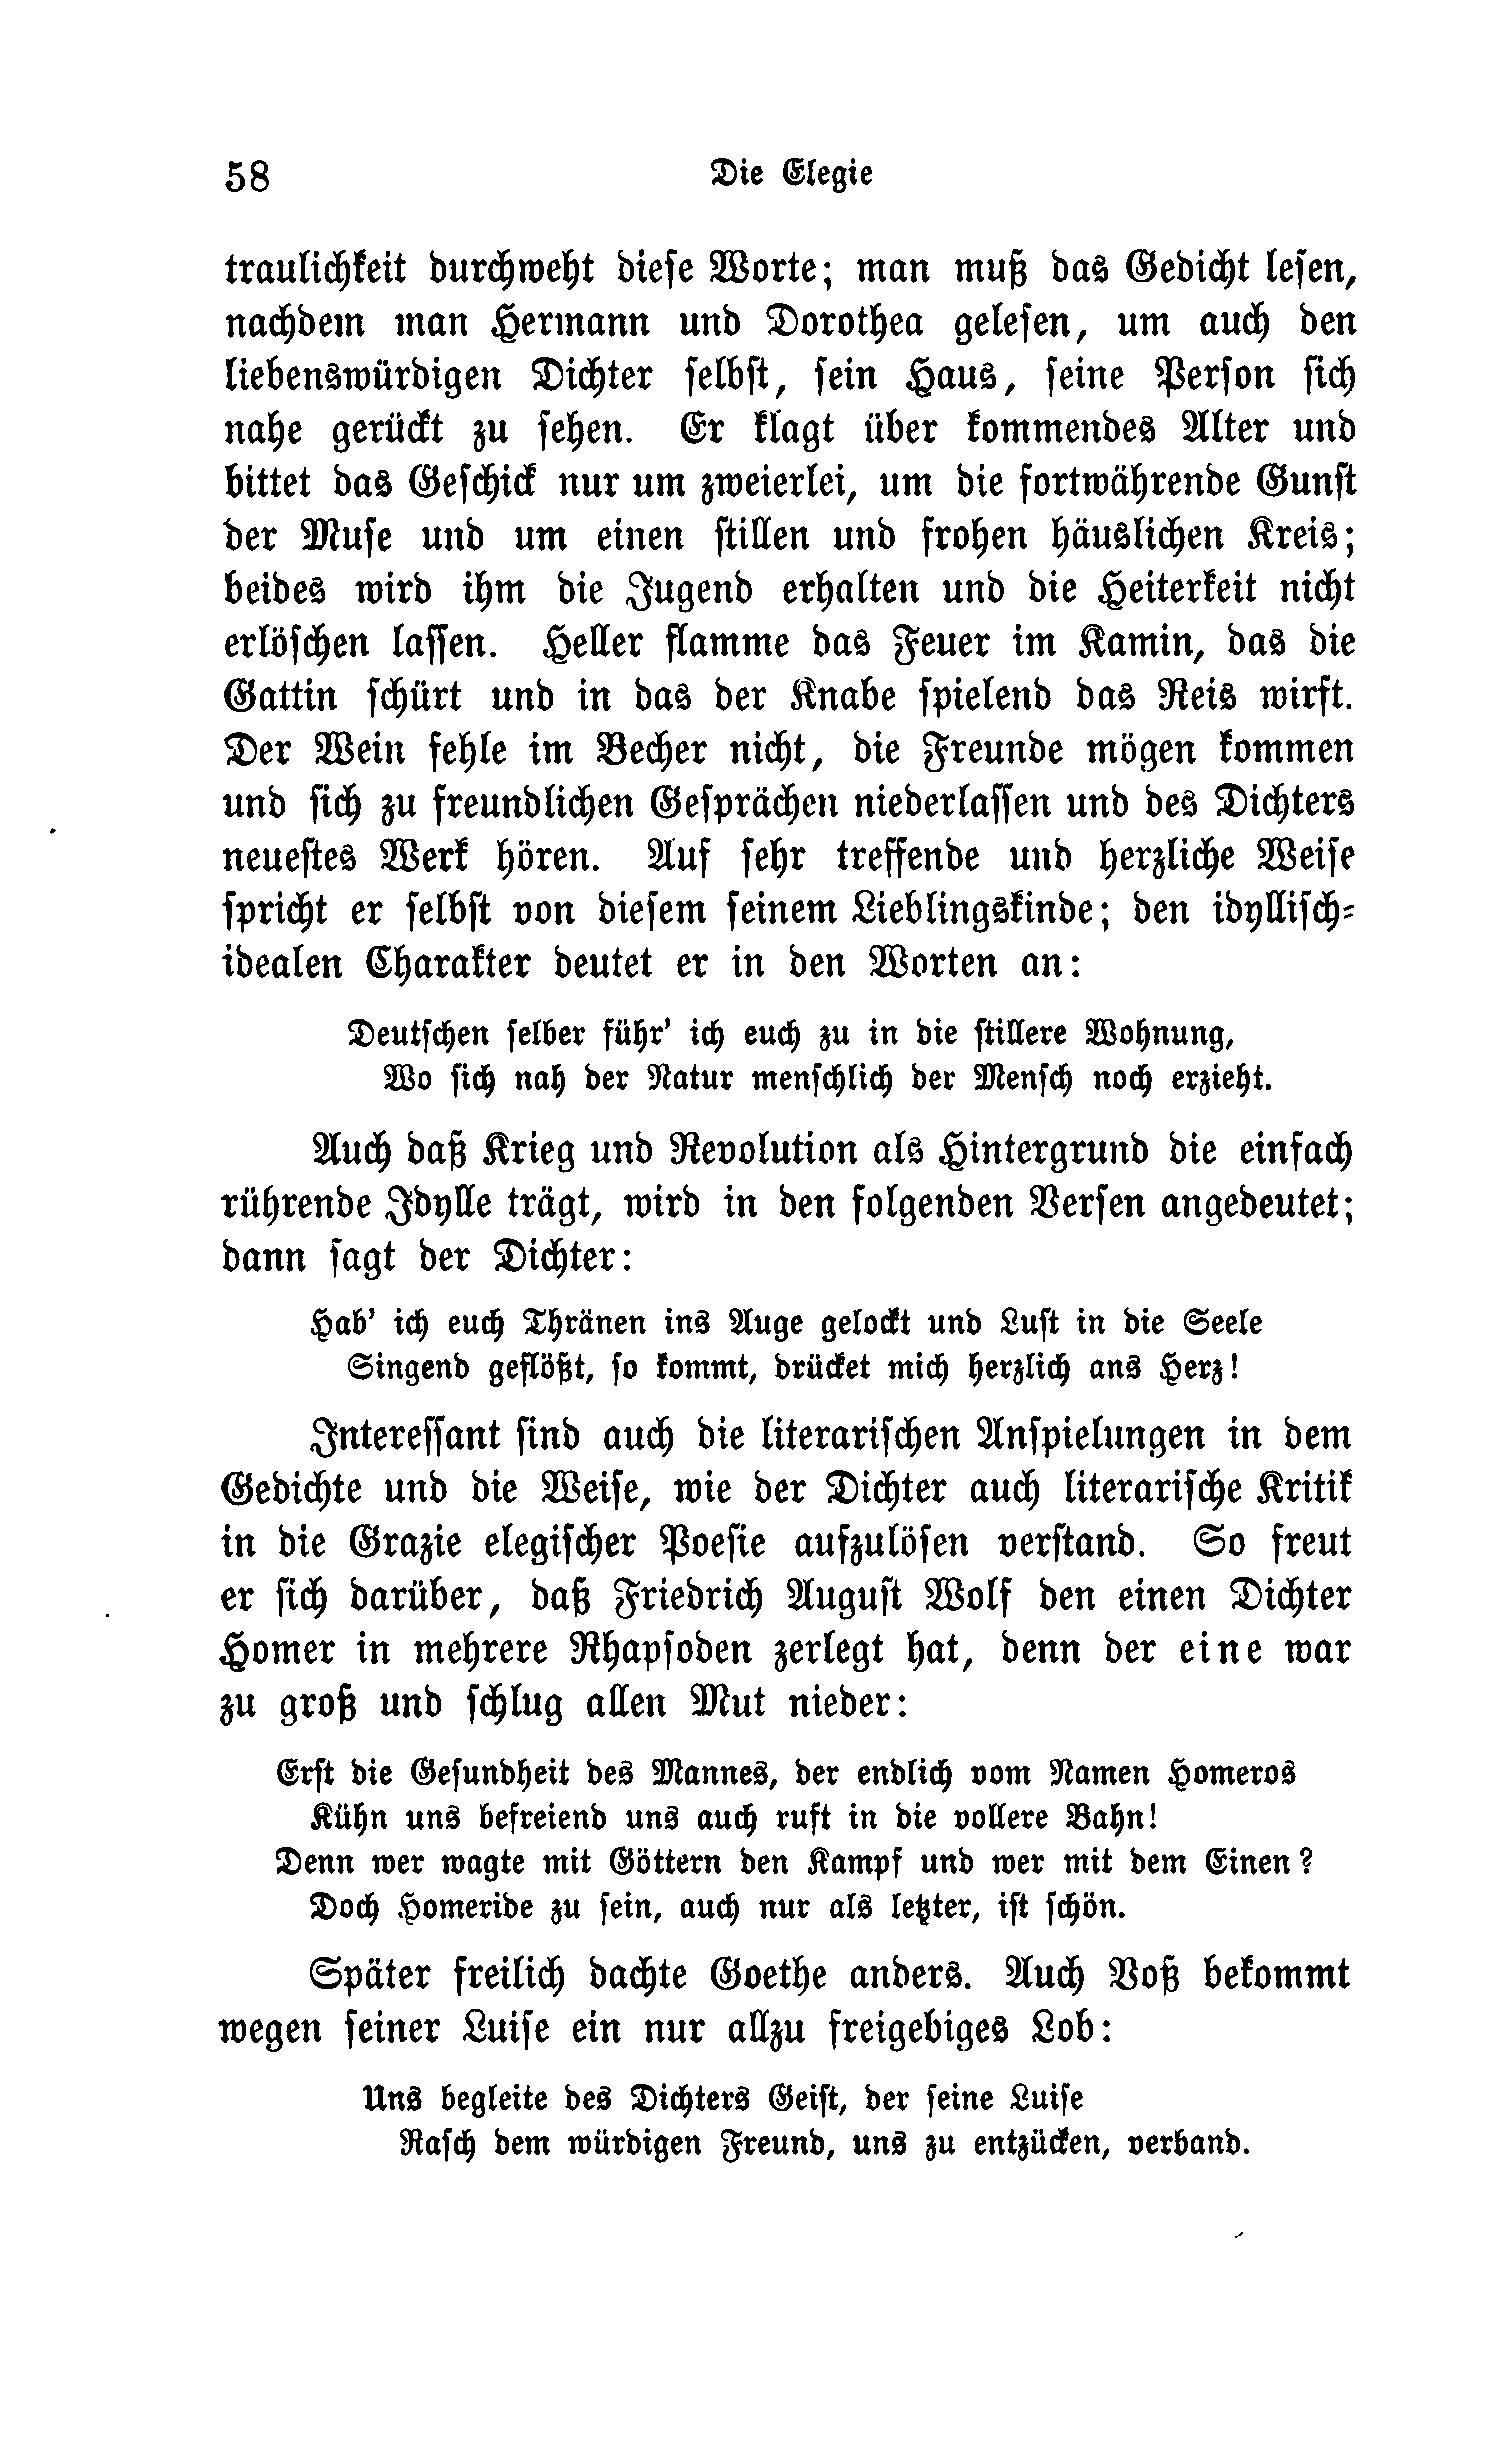 58 Die Elegie
traulichkeit durchweht dieſe Worte; man muß das Gedicht leſen,
nachdem man Hermann und Dorothea geleſen, um auch den
liebenswürdigen Dichter ſelbſt, ſein Haus, ſeine Perſon ſich
nahe gerückt zu ſehen. Er klagt über kommendes Alter und
bittet das Geſchick nur um zweierlei, um die fortwährende Gunſt
der Muſe und um einen ſtillen und frohen häuslichen Kreis;
beides wird ihm die Jugend erhalten und die Heiterkeit nicht
erlöſchen laſſen. Heller flamme das Feuer im Kamin, das die
Gattin ſchürt und in das der Knabe ſpielend das Reis wirft.
Der Wein fehle im Becher nicht, die Freunde mögen kommen
und ſich zu freundlichen Geſprächen niederlaſſen und des Dichters
neueſtes Werk hören. Auf ſehr treffende und herzliche Weiſe
ſpricht er ſelbſt von dieſem ſeinem Lieblingskinde; den idylliſch-
idealen Charakter deutet er in den Worten an:
Deutſchen ſelber führ' ich euch zu in die ſtillere Wohnung,
Wo ſich nah der Natur menſchlich der Menſch noch erzieht.
Auch daß Krieg und Revolution als Hintergrund die einfach
rührende Idylle trägt, wird in den folgenden Verſen angedeutet;
dann ſagt der Dichter:
Hab' ich euch Thränen ins Auge gelockt und Luſt in die Seele
Singend geflößt, ſo kommt, drücket mich herzlich ans Herz!
Intereſſant ſind auch die literariſchen Anſpielungen in dem
Gedichte und die Weiſe, wie der Dichter auch literariſche Kritik
in die Grazie elegiſcher Poeſie aufzulöſen verſtand. So freut
er ſich darüber, daß Friedrich Auguſt Wolf den einen Dichter
Homer in mehrere Rhapſoden zerlegt hat, denn der eine war
zu groß und ſchlug allen Mut nieder:
Erſt die Geſundheit des Mannes, der endlich vom Namen Homeros
Kühn uns befreiend uns auch ruft in die vollere Bahn!
Denn wer wagte mit Göttern den Kampf und wer mit dem Einen?
Doch Homeride zu ſein, auch nur als letzter, iſt ſchön.
Später freilich dachte Goethe anders. Auch Voß bekommt
wegen ſeiner Luiſe ein nur allzu freigebiges Lob:
Uns begleite des Dichters Geiſt, der ſeine Luiſe
Raſch dem würdigen Freund, uns zu entzücken, verband.